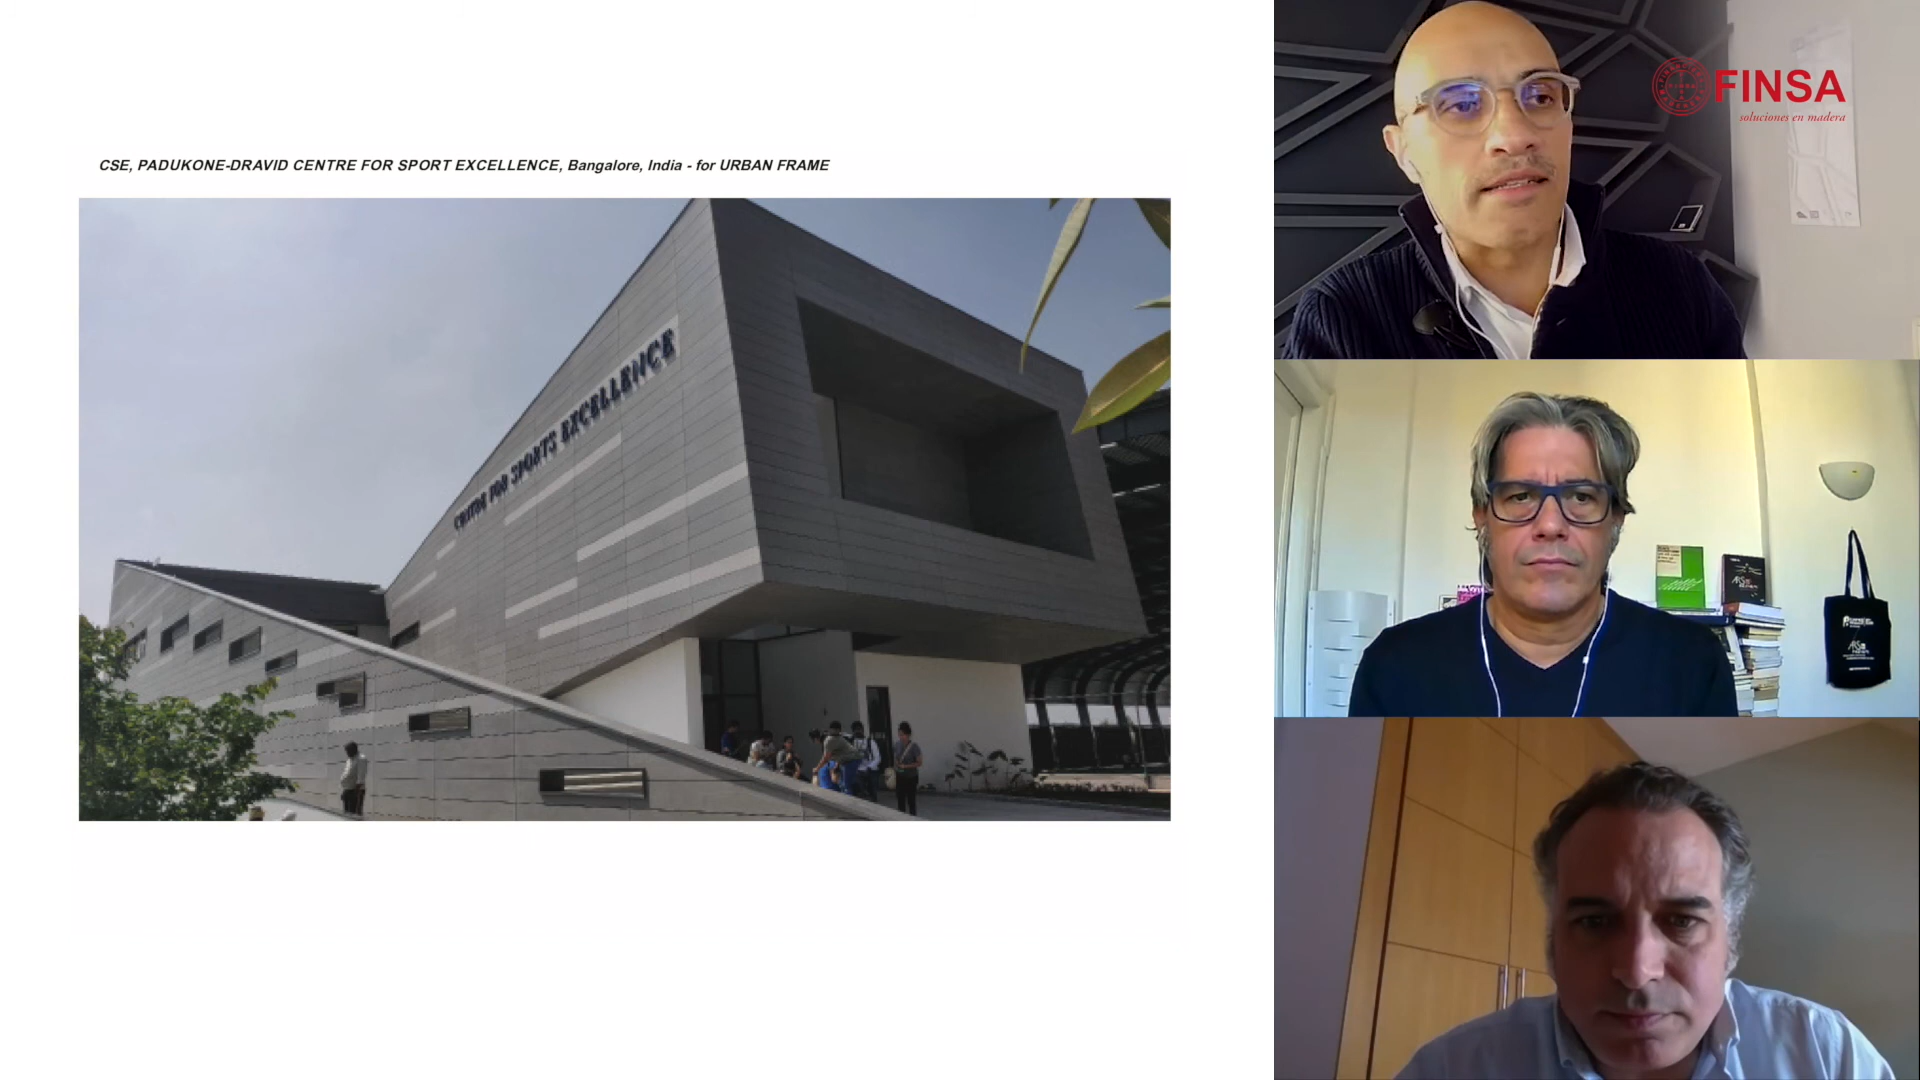 CSE, PADUKONE-DRAVID CENTRE FOR SPORT EXCELLENCE, Bangalore, India - for URBAN FRAME
CENTRE FOR SPORTS EXCELLENCE
FINSA
soluciones en madera